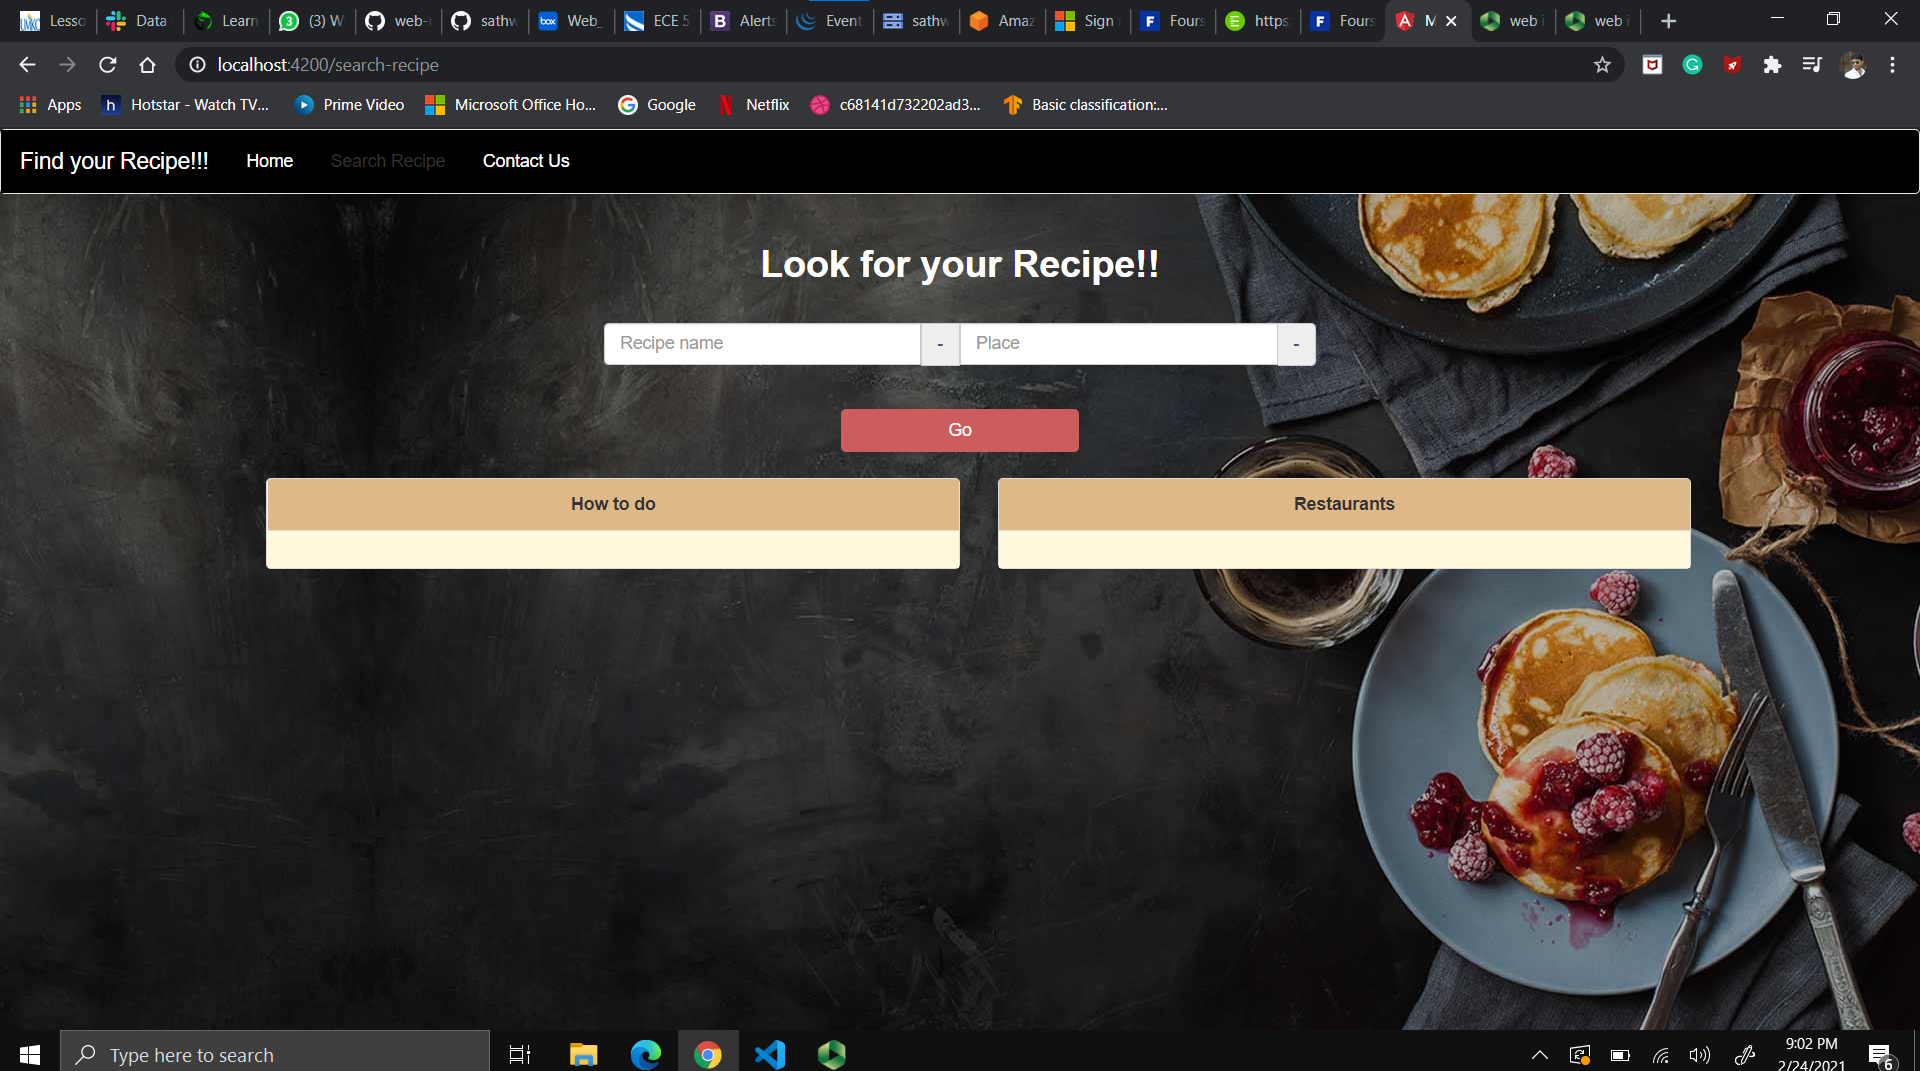 Lesso
Data
Learn
(3) W
web-
sathw
Web_
ECE 5
Alerts
Event
sathw
Amaz
Sign
Fours
https
Fours
M
web i
web i
localhost:4200/search-recipe
Apps
Hotstar - Watch TV...
Prime Video
Microsoft Office Ho...
Google
Netflix
c68141d732202ad3...
Basic classification:...
Find your Recipe!!!
Home
Search Recipe
Contact Us
Look for your Recipe!!
Recipe name
-
Place
-
Go
How to do
Restaurants
Type here to search
9:02 PM
2/24/2021
6